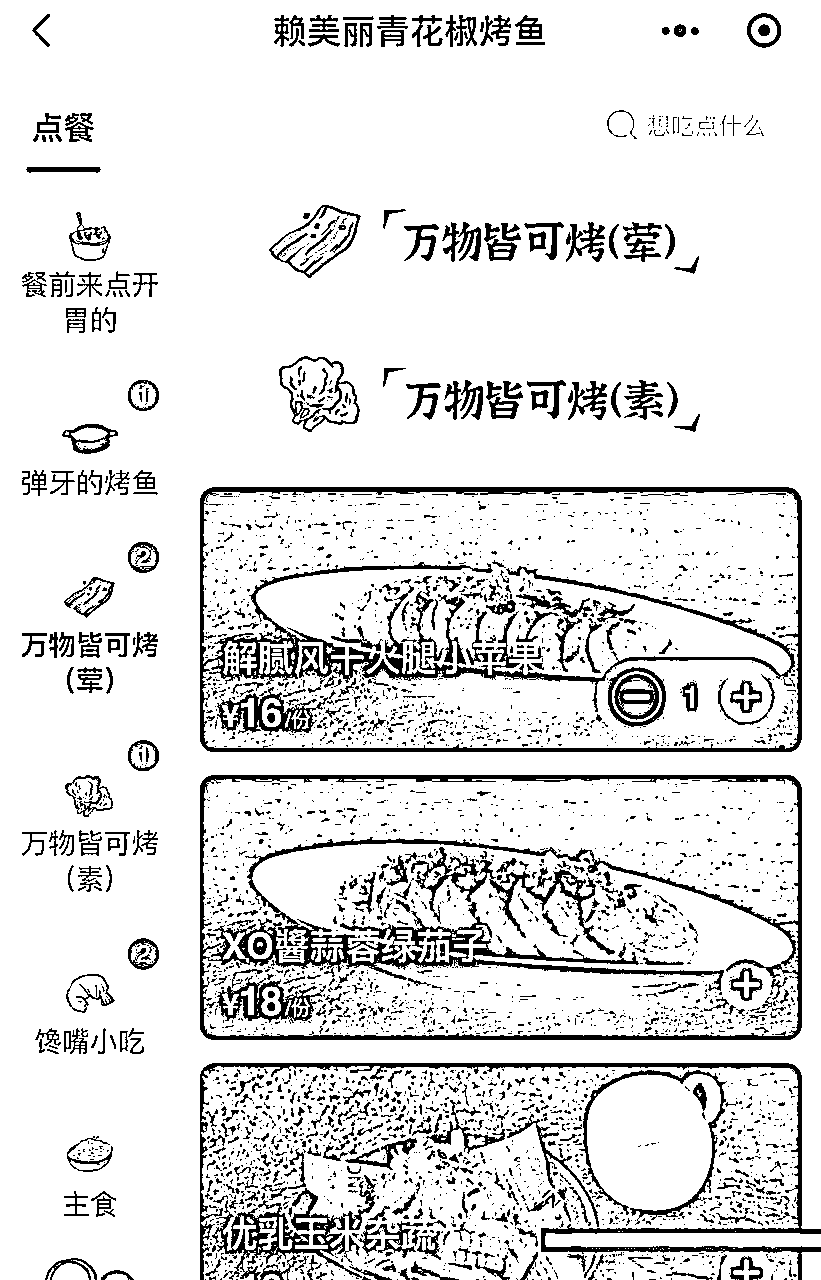 赖美丽青花椒烤鱼
点餐
想吃点什么
餐前来点开
胃的
1
弹牙的烤鱼
2
万物皆可烤
(荤)
1
万物皆可烤
(素)
2
馋嘴小吃
主食
「万物皆可烤(荤)」
「万物皆可烤(素)」
解腻风干火腿小苹果
¥16/份
1
XO醬蒜蓉绿茄子
¥18/份
优乳玉米杂蔬